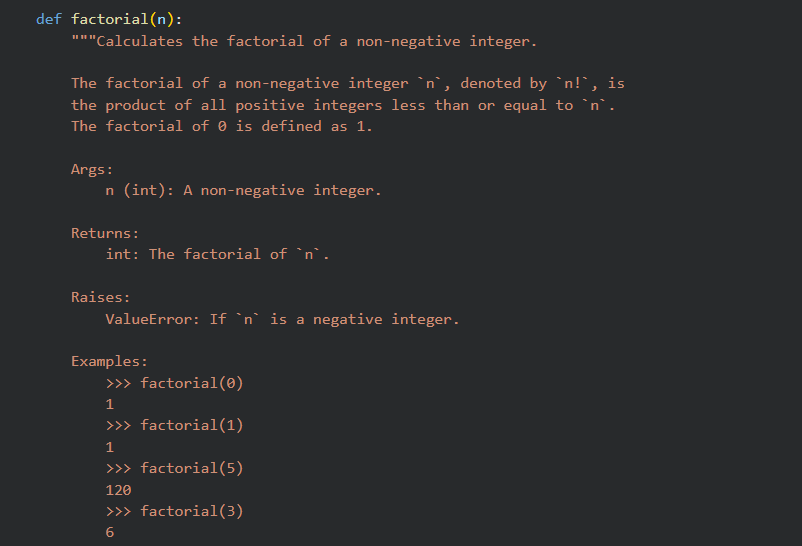 def factorial(n):
    """Calculates the factorial of a non-negative integer.

    The factorial of a non-negative integer `n`, denoted by `n!`, is
    the product of all positive integers less than or equal to `n`.
    The factorial of 0 is defined as 1.

    Args:
        n (int): A non-negative integer.

    Returns:
        int: The factorial of `n`.

    Raises:
        ValueError: If `n` is a negative integer.

    Examples:
        >>> factorial(0)
        1
        >>> factorial(1)
        1
        >>> factorial(5)
        120
        >>> factorial(3)
        6